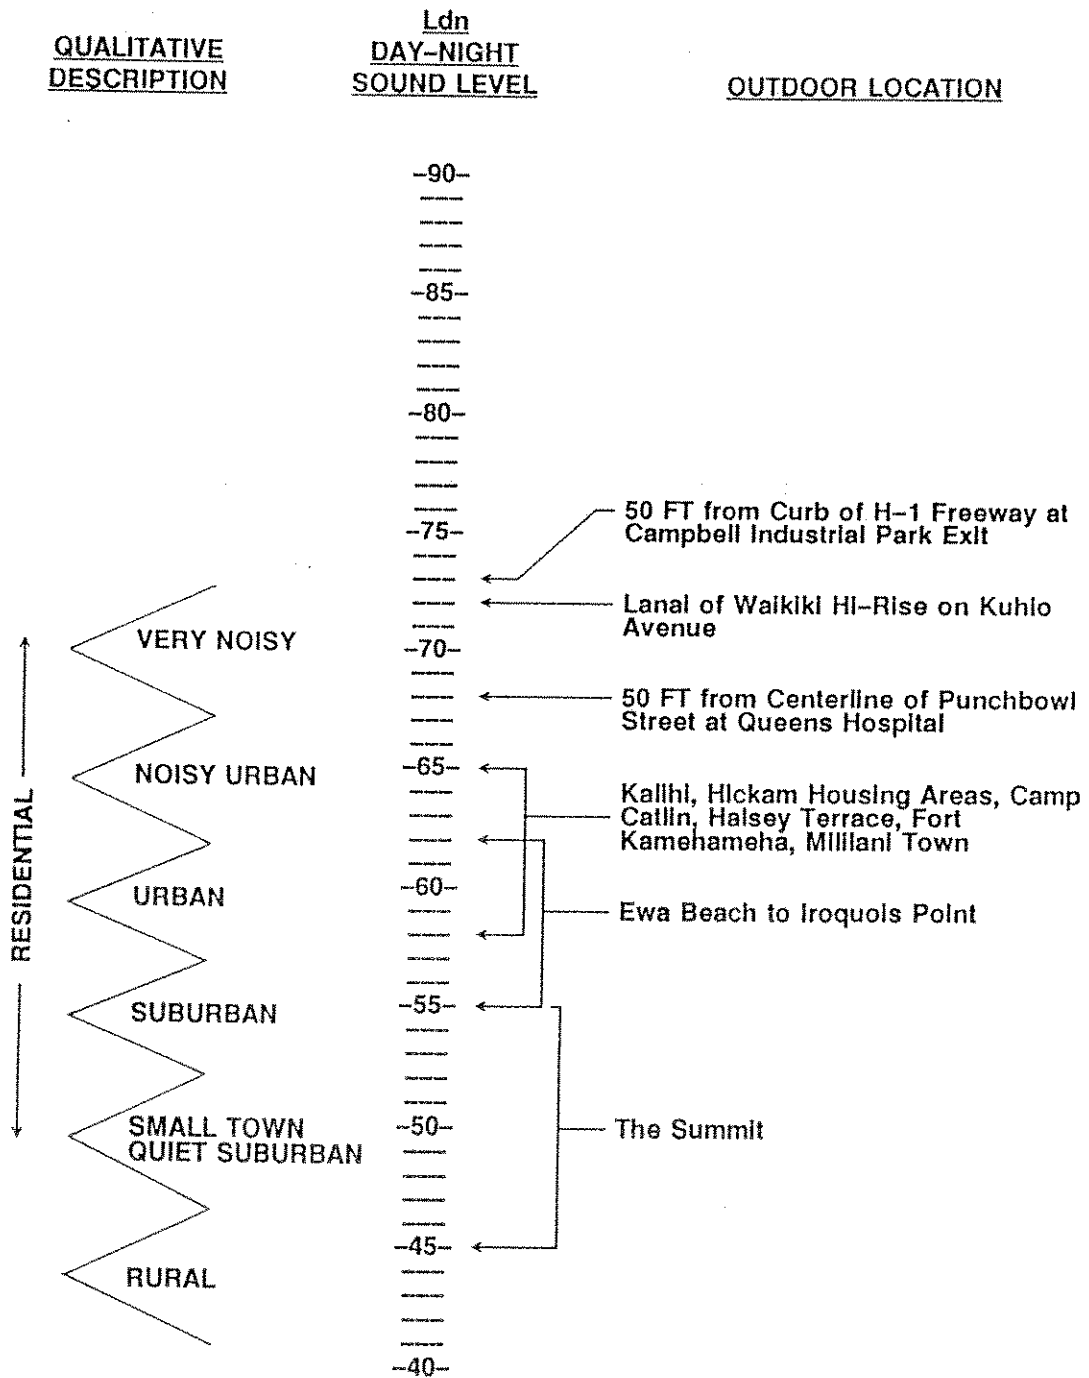 QUALITATIVE
DESCRIPTION
Ldn
DAY-NIGHT
SOUND LEVEL
OUTDOOR LOCATION
-90-
-85-
-80-
-75-
50 FT from Curb of H-1 Freeway at
Campbell Industrial Park Exit
Lanai of Waikiki Hi-Rise on Kuhio
Avenue
VERY NOISY
-70-
50 FT from Centerline of Punchbowl
Street at Queens Hospital
NOISY URBAN
-65-
Kalihi, Hickam Housing Areas, Camp
Catlin, Halsey Terrace, Fort
Kamehameha, Mililani Town
RESIDENTIAL
URBAN
-60-
Ewa Beach to Iroquois Point
SUBURBAN
-55-
SMALL TOWN
QUIET SUBURBAN
-50-
The Summit
-45-
RURAL
-40-